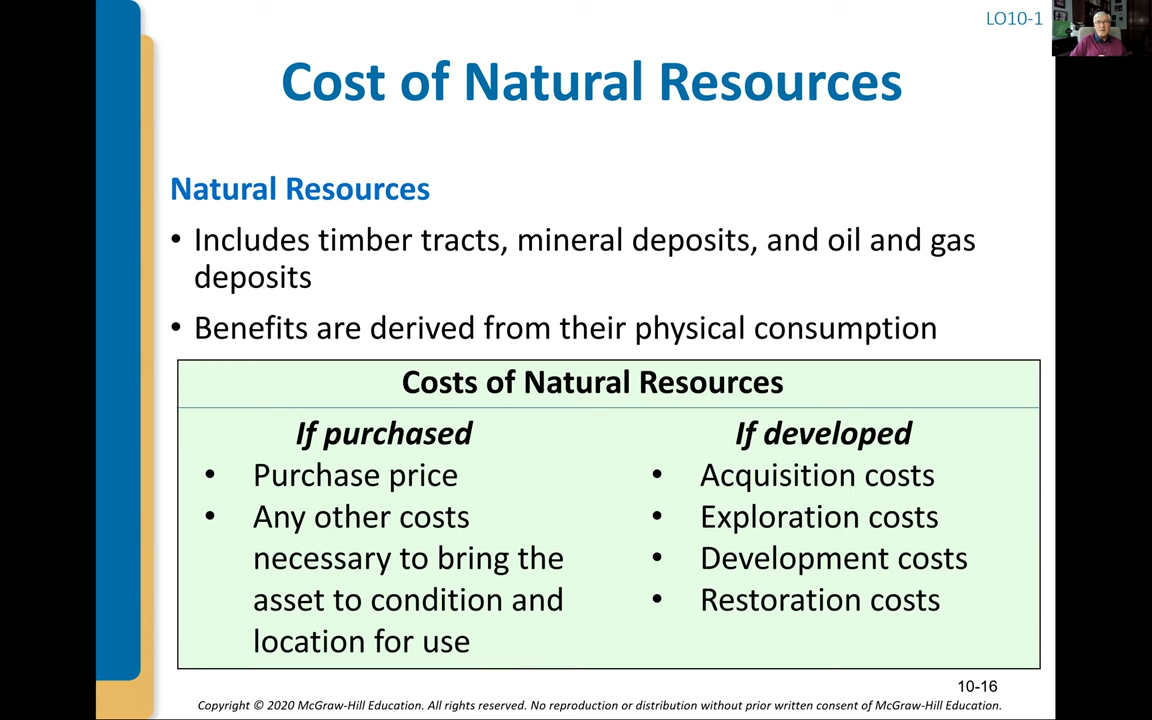 LO10-1
Cost of Natural Resources
Natural Resources
• Includes timber tracts, mineral deposits, and oil and gas
deposits
• Benefits are derived from their physical consumption
Costs of Natural Resources
If purchased
• Purchase price
• Any other costs
necessary to bring the
asset to condition and
location for use
If developed
• Acquisition costs
• Exploration costs
• Development costs
• Restoration costs
10-16
Copyright © 2020 McGraw-Hill Education. All rights reserved. No reproduction or distribution without prior written consent of McGraw-Hill Education.